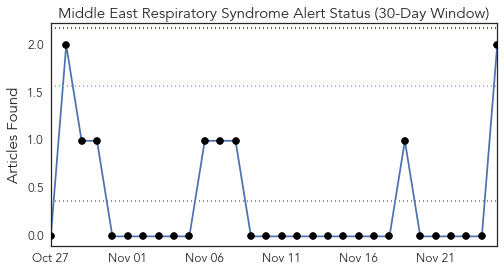 Middle East Respiratory Syndrome Alert Status (30-Day Window)
Articles Found
2.0
1.5
1.0
0.5
0.0
Oct 27 Nov 01 Nov 06 Nov 11 Nov 16 Nov 21